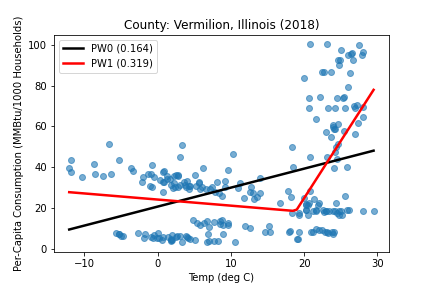 County: Vermilion, Illinois (2018)
PW0 (0.164)
PW1 (0.319)
Per-Capita Consumption (MMBtu/1000 Households)
100
80
60
40
20
0
−10
0
10
20
30
Temp (deg C)